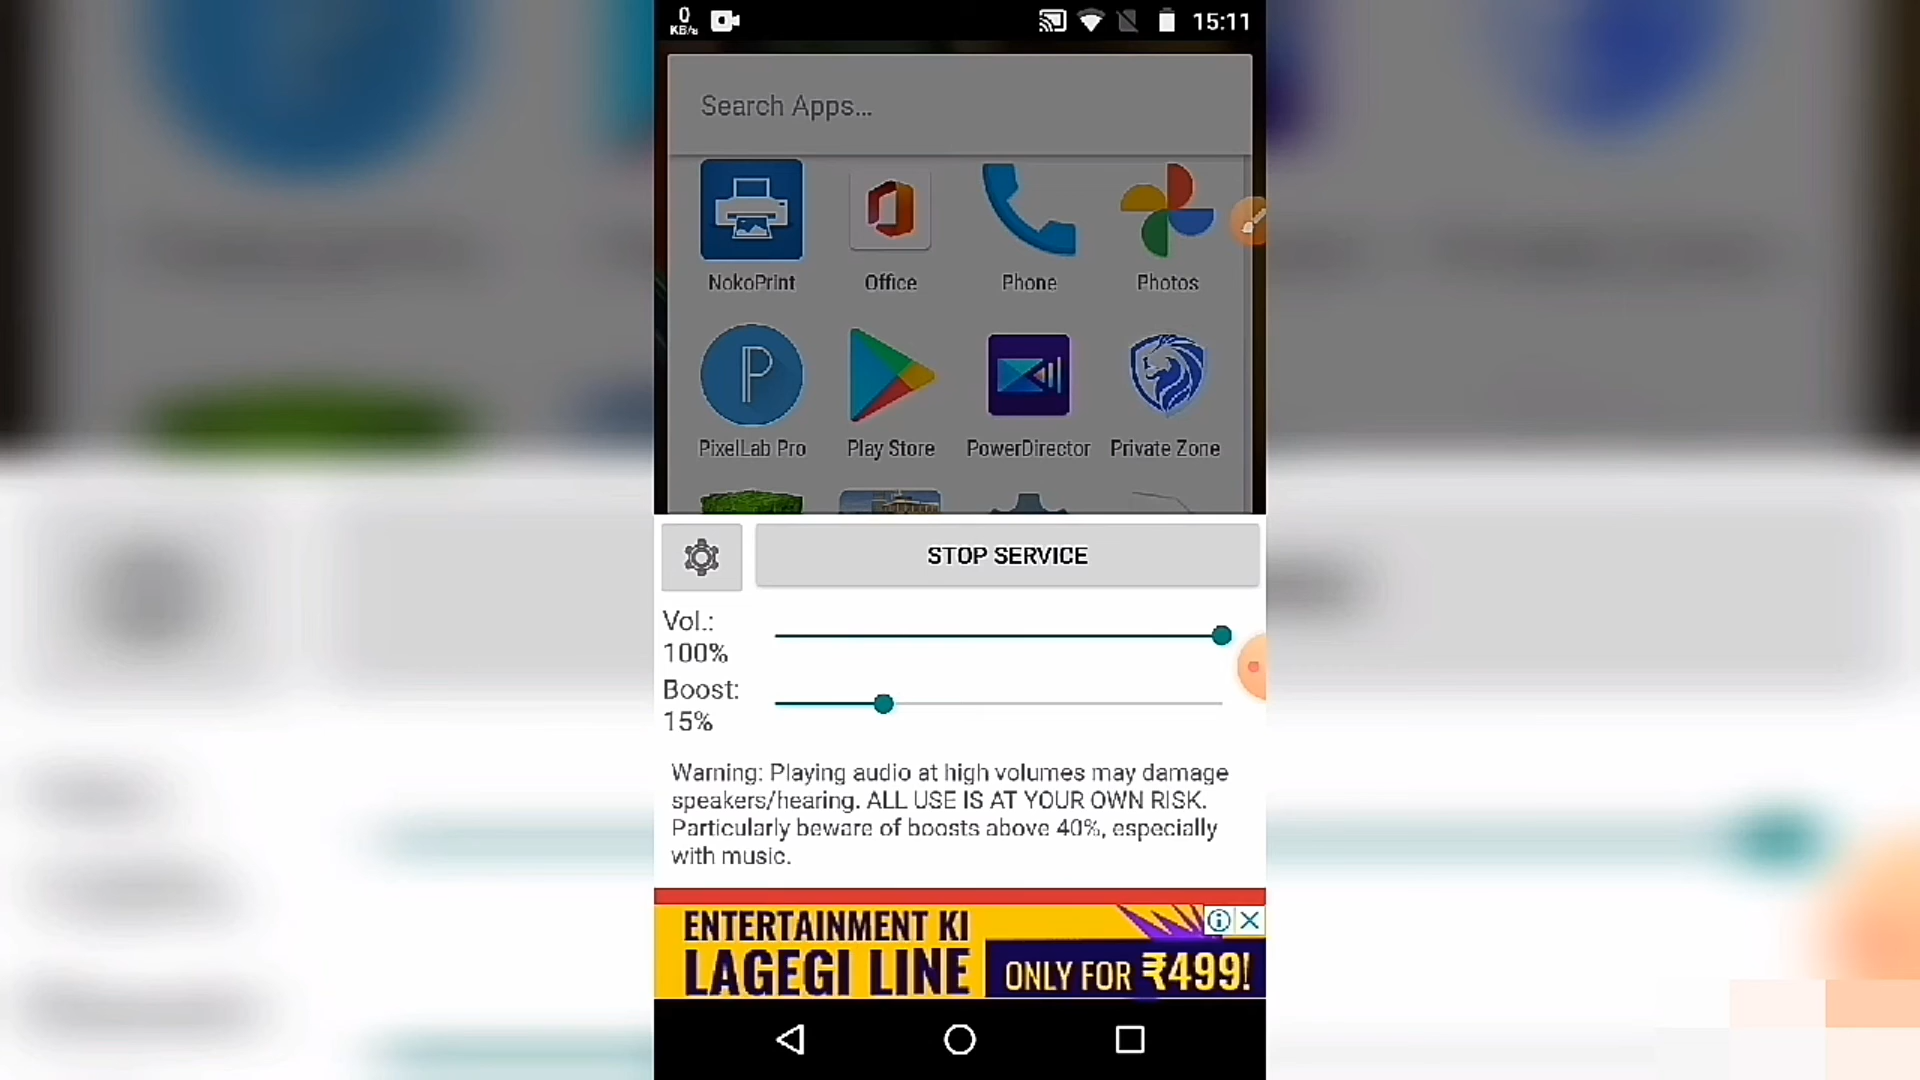 0
KB/s
15:11
Search Apps...
NokoPrint Office Phone Photos
P
PixelLab Pro Play Store PowerDirector Private Zone
STOP SERVICE
Vol.:
100%
Boost:
15%
Warning: Playing audio at high volumes may damage
speakers/hearing. ALL USE IS AT YOUR OWN RISK.
Particularly beware of boosts above 40%, especially
with music.
ENTERTAINMENT KI
LAGEGI LINE
ONLY FOR ₹499!